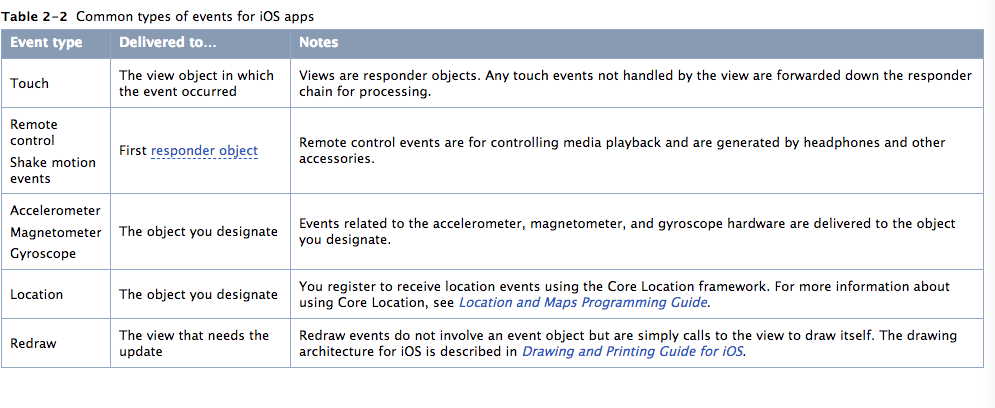 Table 2-2 Common types of events for iOS apps
Event type Delivered to... Notes
Touch
The view object in which
the event occurred
Views are responder objects. Any touch events not handled by the view are forwarded down the responder
chain for processing.
Remote
control
Shake motion
events
First responder object
Remote control events are for controlling media playback and are generated by headphones and other
accessories.
Accelerometer
Magnetometer
Gyroscope
The object you designate
Events related to the accelerometer, magnetometer, and gyroscope hardware are delivered to the object
you designate.
Location
The object you designate
You register to receive location events using the Core Location framework. For more information about
using Core Location, see Location and Maps Programming Guide.
Redraw
The view that needs the
update
Redraw events do not involve an event object but are simply calls to the view to draw itself. The drawing
architecture for iOS is described in Drawing and Printing Guide for iOS.